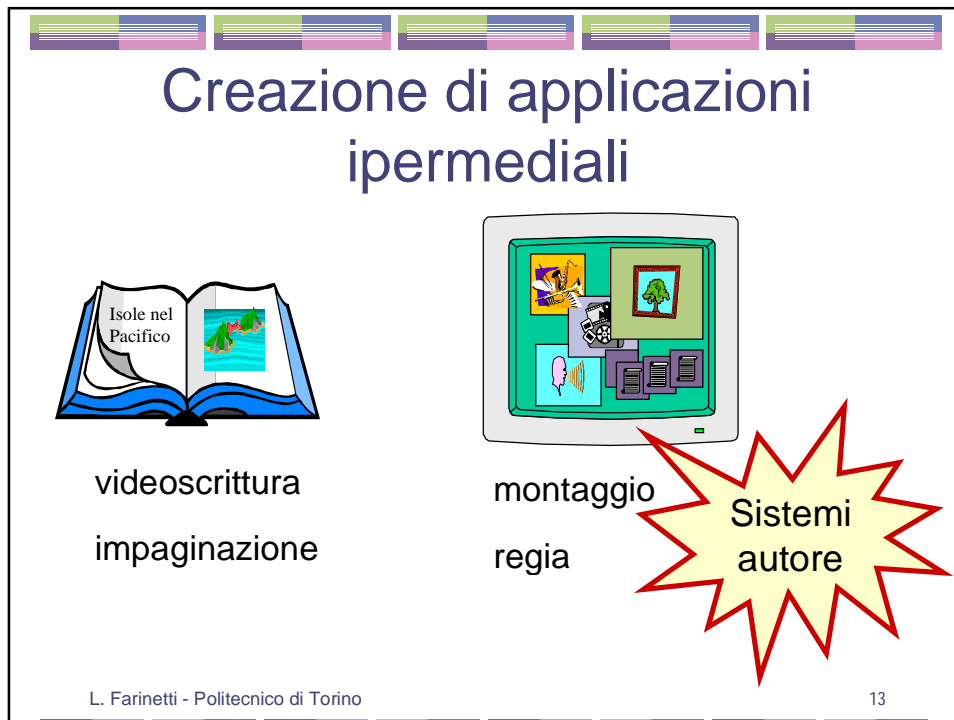 Creazione di applicazioni
ipermediali
Isole nel
Pacifico
videoscrittura
impaginazione
montaggio
regia
Sistemi
autore
L. Farinetti - Politecnico di Torino
13